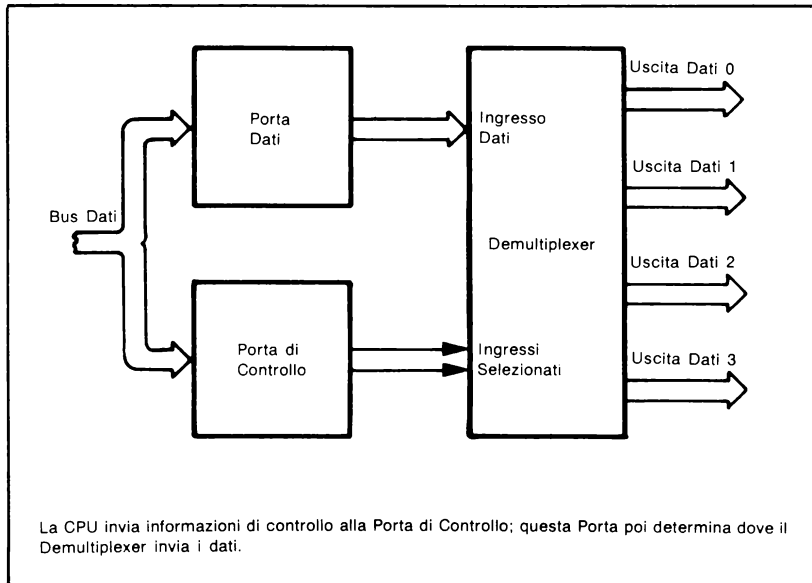 Uscita Dati 0
Porta
Dati
Ingresso
Dati
Uscita Dati 1
Bus Dati
Demultiplexer
Uscita Dati 2
Porta di
Controllo
Ingressi
Selezionati
Uscita Dati 3
La CPU invia informazioni di controllo alla Porta di Controllo; questa Porta poi determina dove il
Demultiplexer invia i dati.